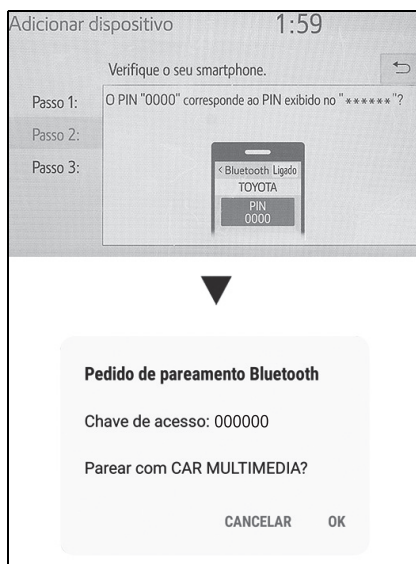 Adicionar dispositivo 1:59
Verifique o seu smartphone.
Passo 1:
O PIN "0000" corresponde ao PIN exibido no "******"?
Passo 2:
Passo 3:
< Bluetooth Ligado
TOYOTA
PIN
0000
Pedido de pareamento Bluetooth
Chave de acesso: 000000
Parear com CAR MULTIMEDIA?
CANCELAR OK